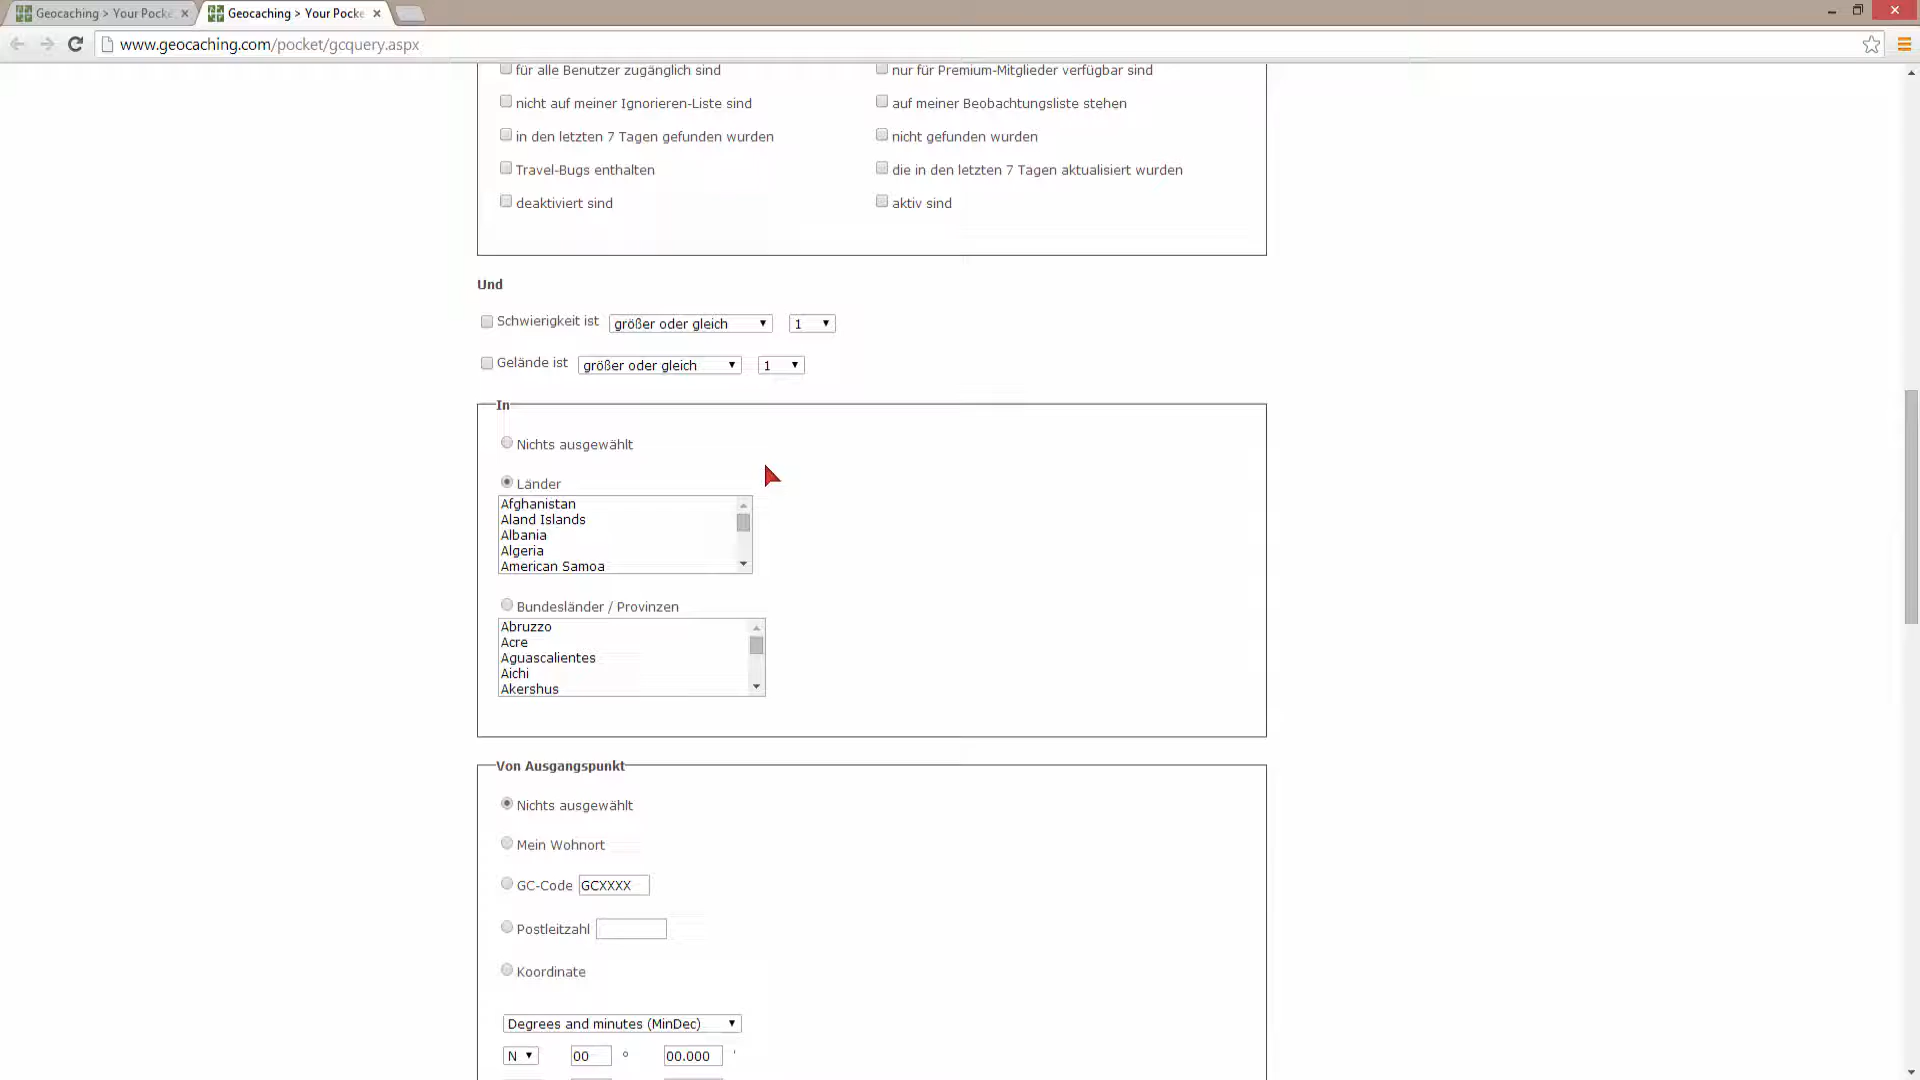 Geocaching > Your Pocke
Geocaching > Your Pocke
www.geocaching.com/pocket/gcquery.aspx
für alle Benutzer zugänglich sind
nur für Premium-Mitglieder verfügbar sind
nicht auf meiner Ignorieren-Liste sind
auf meiner Beobachtungsliste stehen
in den letzten 7 Tagen gefunden wurden
nicht gefunden wurden
Travel-Bugs enthalten
die in den letzten 7 Tagen aktualisiert wurden
deaktiviert sind
aktiv sind
Und
Schwierigkeit ist größer oder gleich 1
Gelände ist größer oder gleich 1
In
Nichts ausgewählt
Länder
Afghanistan
Aland Islands
Albania
Algeria
American Samoa
Bundesländer / Provinzen
Abruzzo
Acre
Aguascalientes
Aichi
Akershus
Von Ausgangspunkt
Nichts ausgewählt
Mein Wohnort
GC-Code GCXXXX
Postleitzahl
Koordinate
Degrees and minutes (MinDec)
N 00 ° 00.000 '